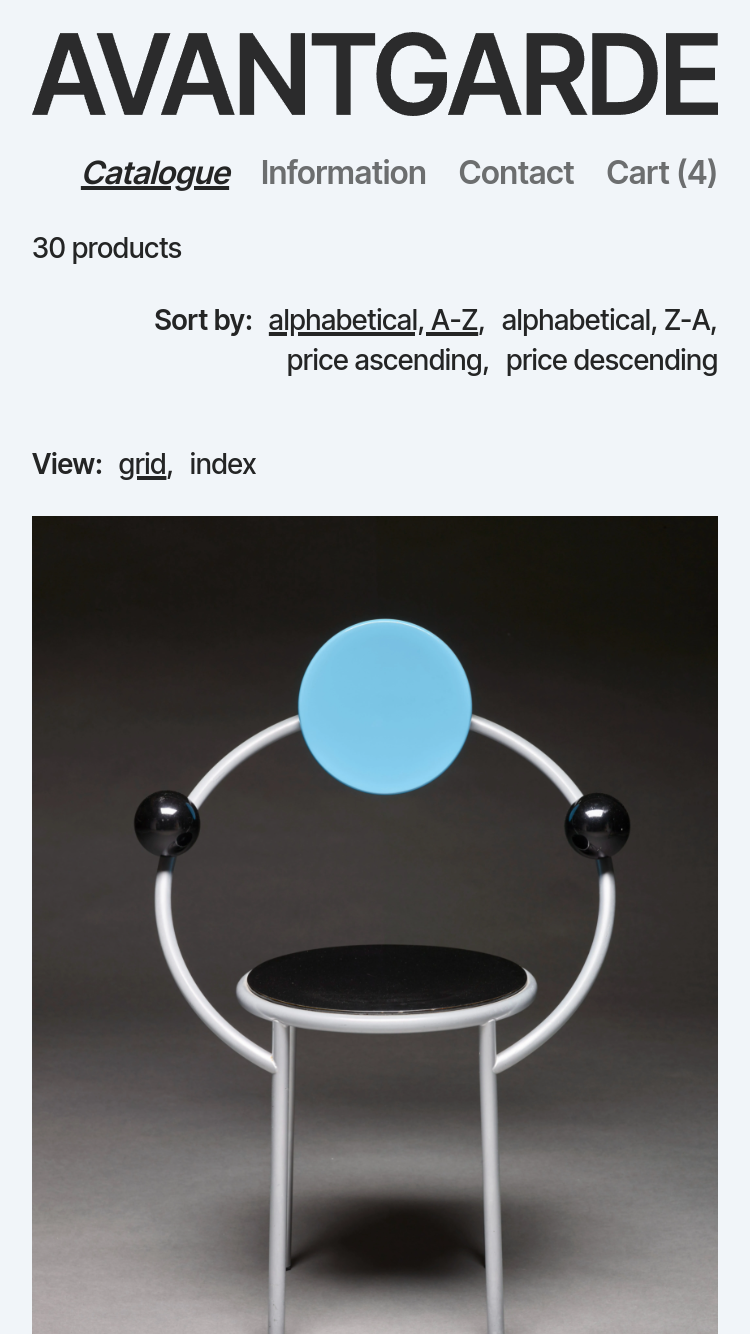 AVANTGARDE
Catalogue Information Contact Cart (4)
30 products
Sort by: alphabetical, A-Z, alphabetical, Z-A,
price ascending, price descending
View: grid, index